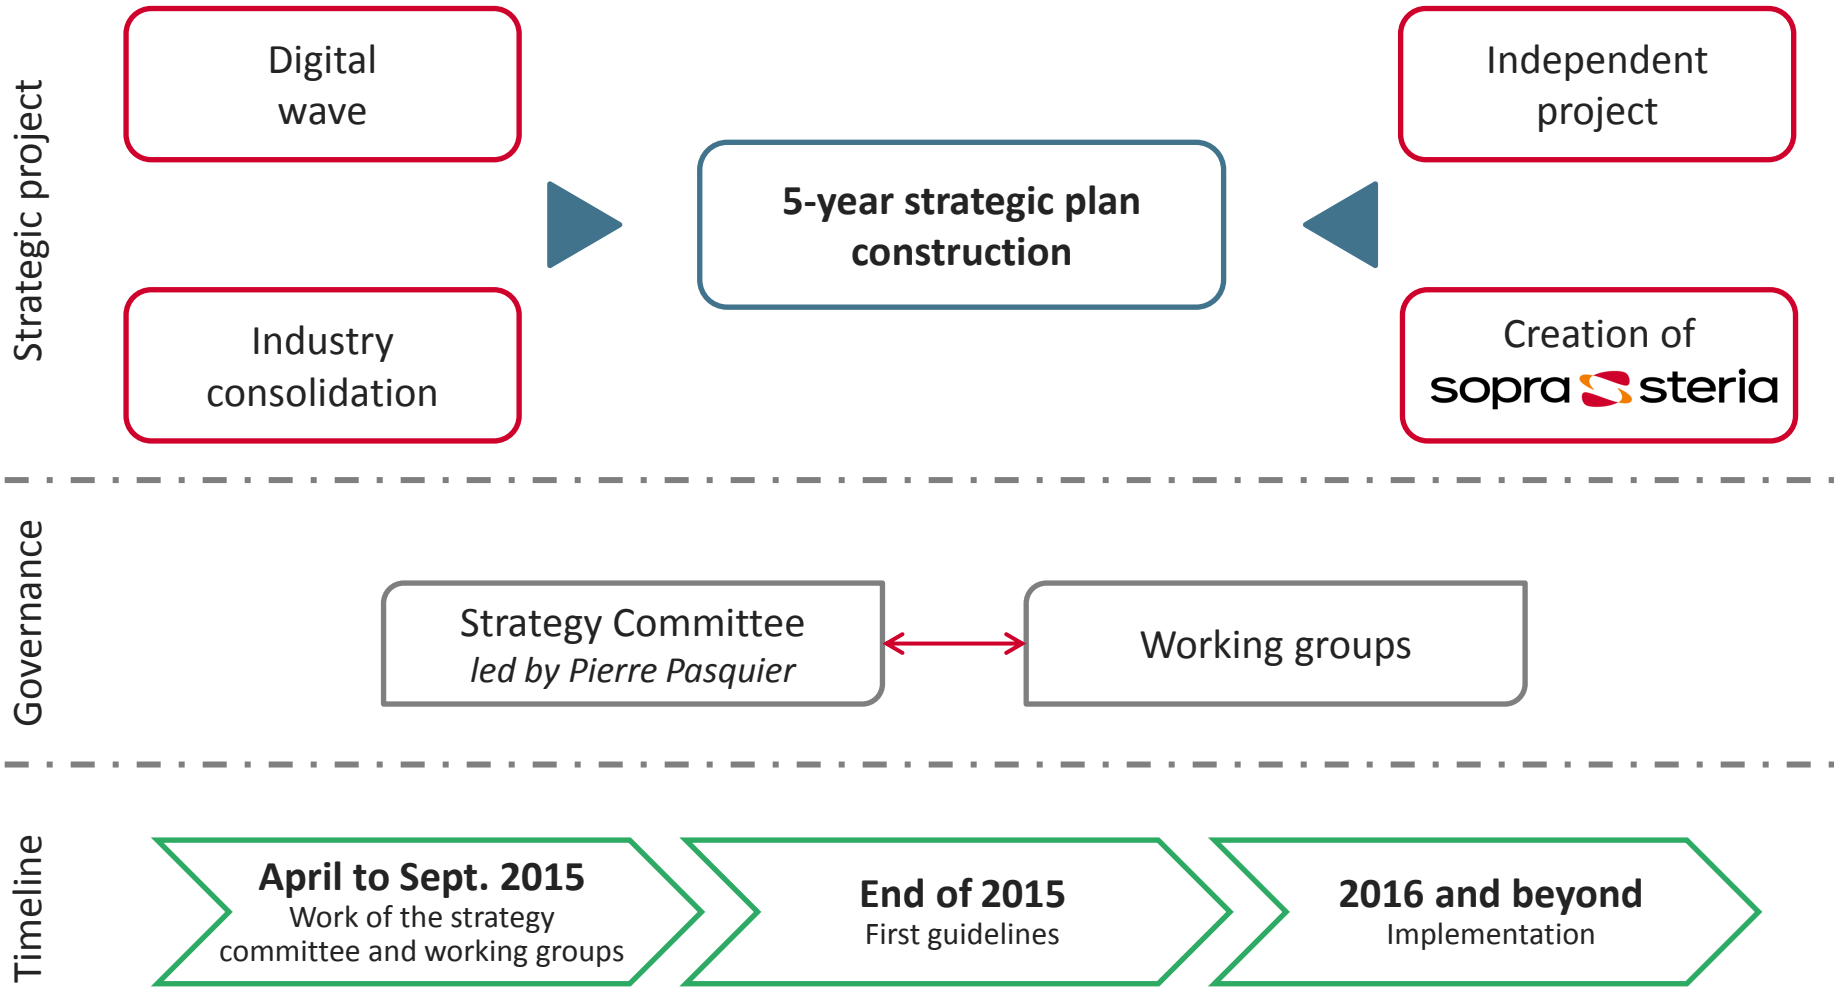 Strategic project
Digital
wave
Industry
consolidation
5-year strategic plan
construction
Independent
project
Creation of
sopra steria
Governance
Strategy Committee
led by Pierre Pasquier
Working groups
Timeline
April to Sept. 2015
Work of the strategy
committee and working groups
End of 2015
First guidelines
2016 and beyond
Implementation